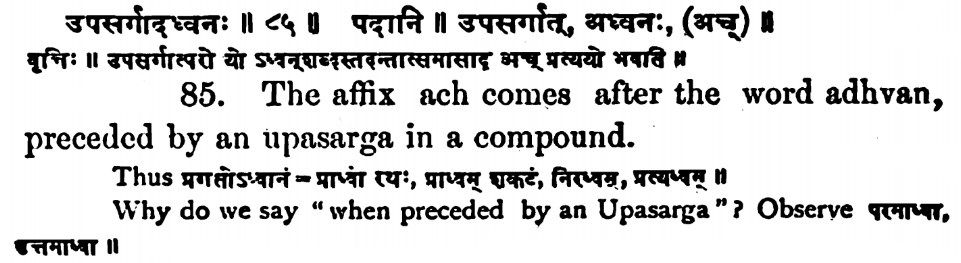 उपसर्गादध्वनः ॥ ८५ ॥ पदानि ॥ उपसर्गात्, अध्वनः, (अच्) ॥
वृत्तिः ॥ उपसर्गात्परो यो ऽध्वन्शब्दस्तदन्तात्समासाद् अच् प्रत्ययो भवति ॥
85. The affix ach comes after the word adhvan,
preceded by an upasarga in a compound.
Thus प्रगतोऽध्वानं = प्राध्वो रथः, प्राध्वम् शकटं, निरध्वम्, प्रत्यध्वम् ॥
Why do we say "when preceded by an Upasarga"? Observe परमाध्वा,
उत्तमाध्वा ॥